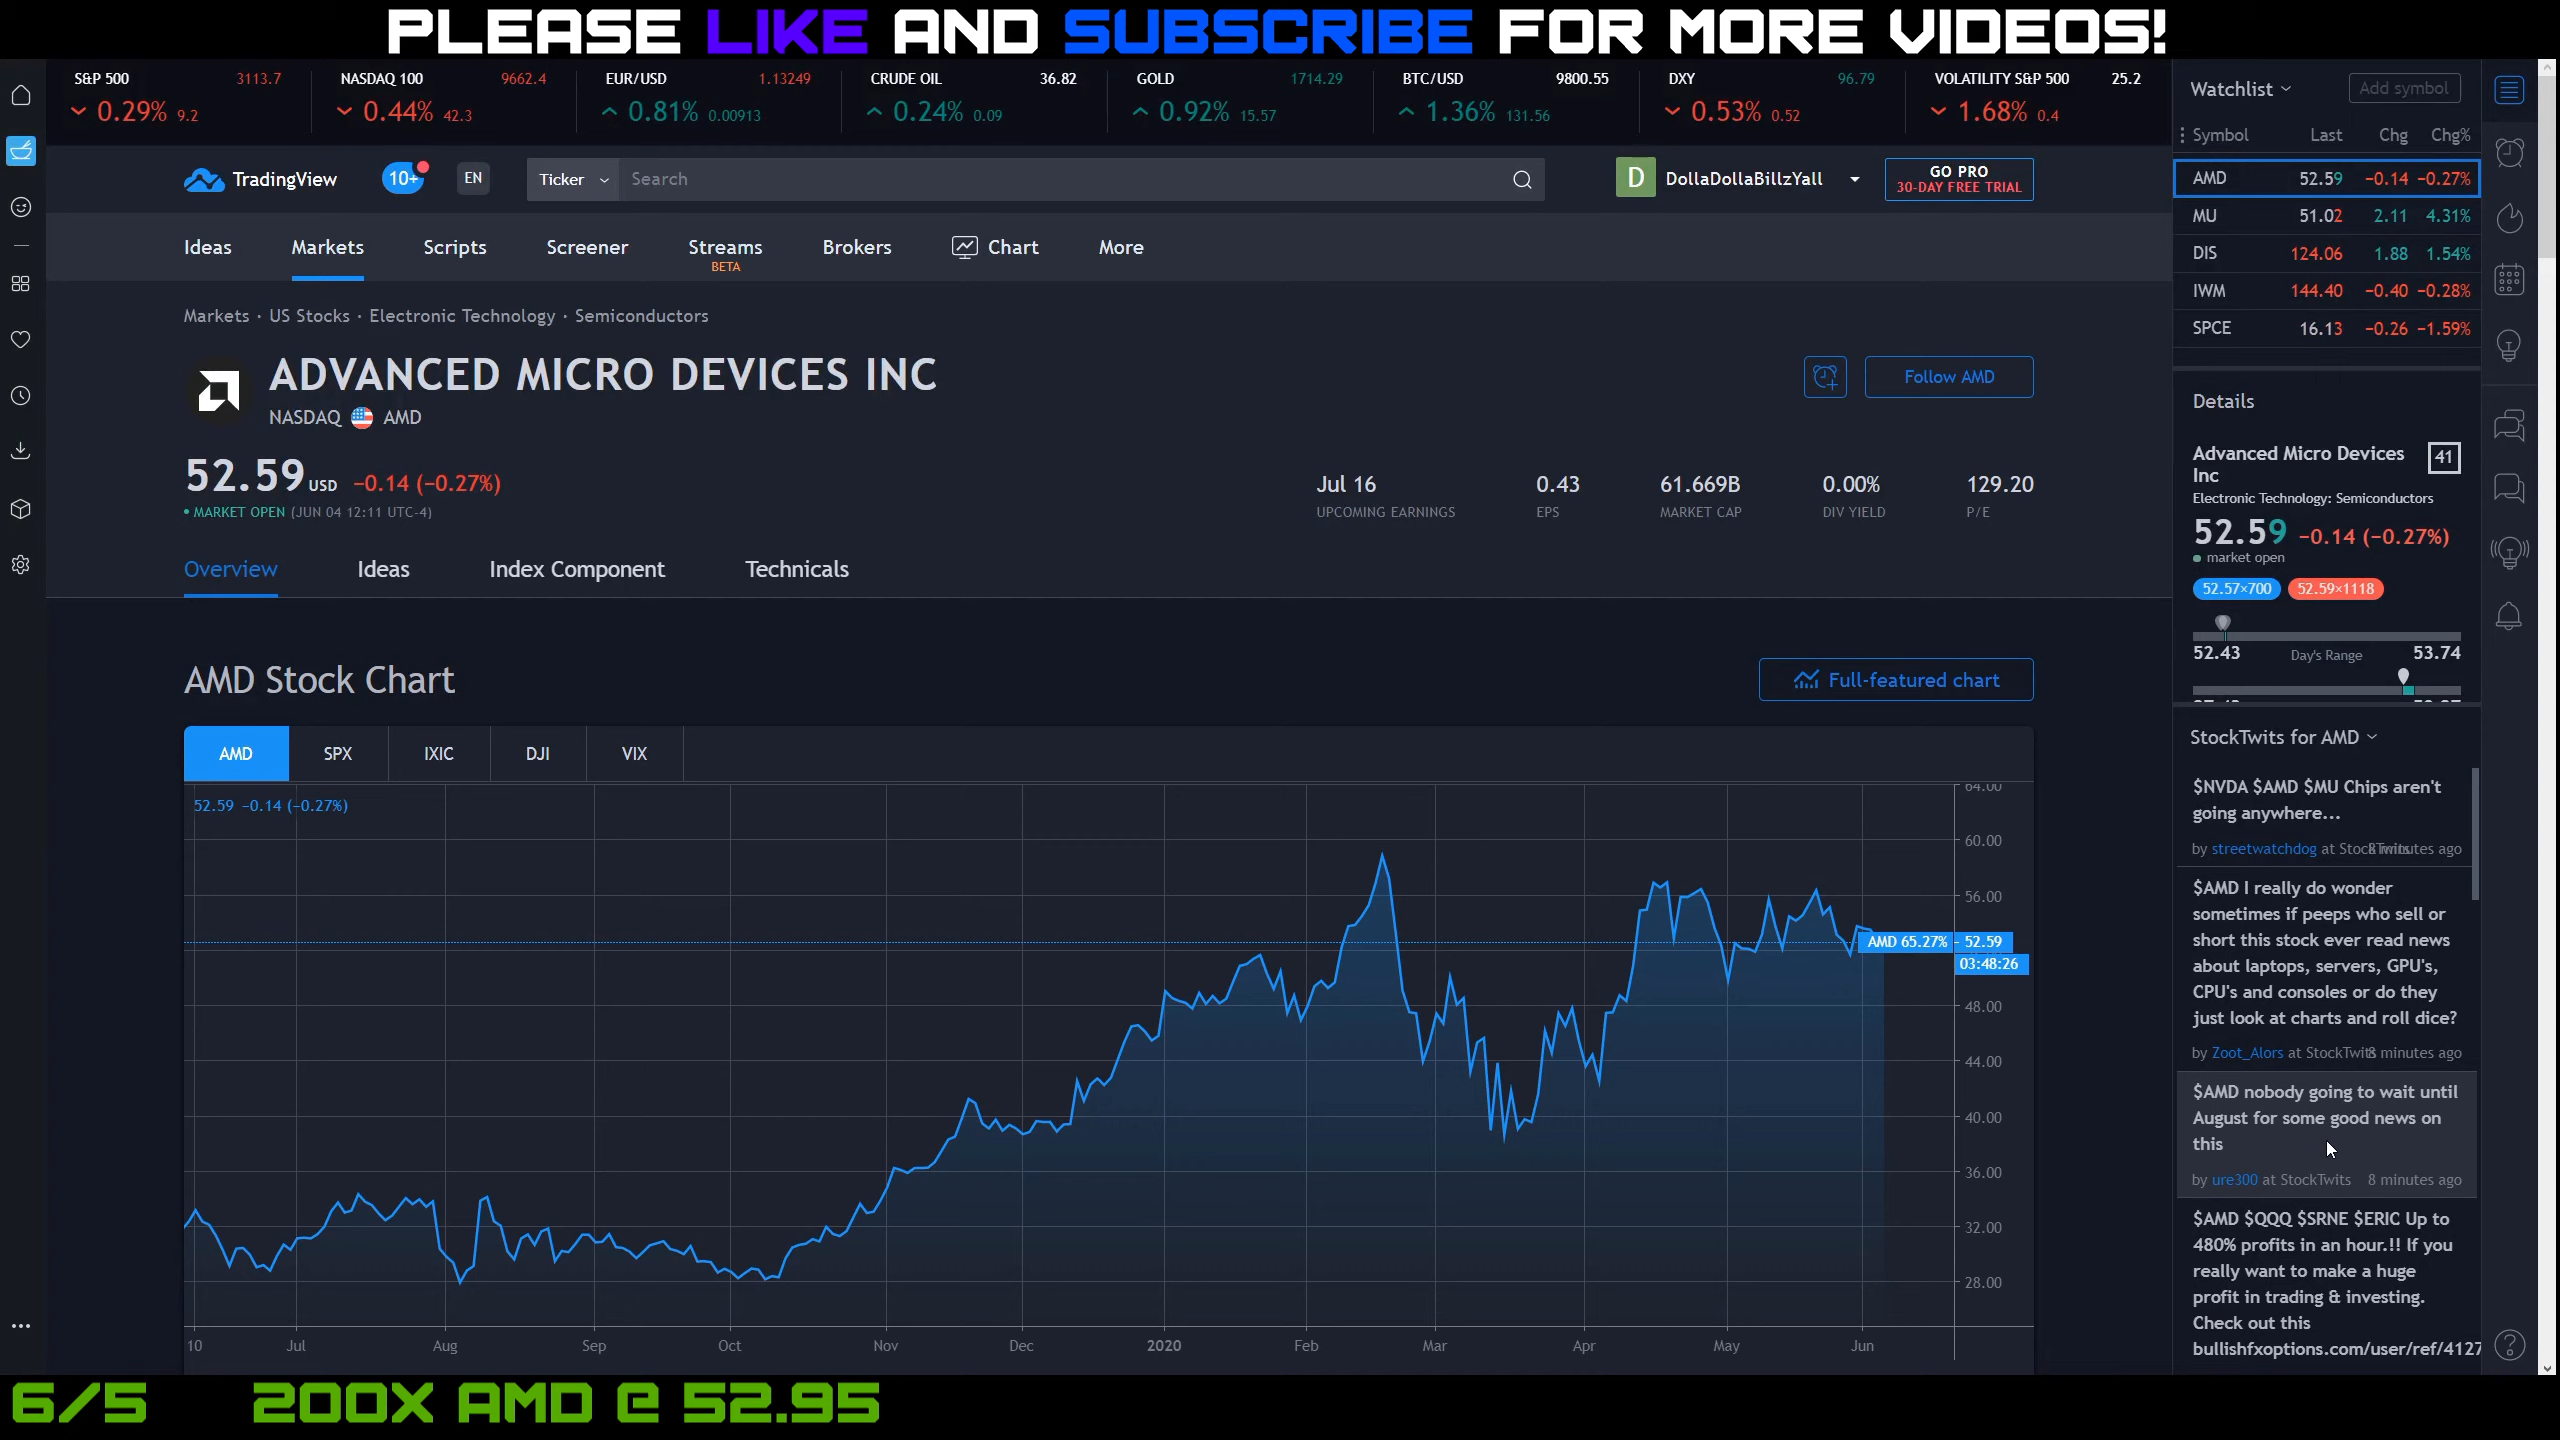 PLEASE LIKE AND SUBSCRIBE FOR MORE VIDEOS!
S&P 500 3113.7
0.29% 9.2
NASDAQ 100 9662.4
0.44% 42.3
EUR/USD 1.13249
0.81% 0.00913
CRUDE OIL 36.82
0.24% 0.09
GOLD 1714.29
0.92% 15.57
BTC/USD 9800.55
1.36% 131.56
DXY 96.79
0.53% 0.52
VOLATILITY S&P 500 25.2
1.68% 0.4
TradingView 10+ EN Ticker Search D DollaDollaBillzYall
GO PRO
30-DAY FREE TRIAL
Ideas Markets Scripts Screener Streams Brokers Chart More
BETA
Markets · US Stocks · Electronic Technology · Semiconductors
ADVANCED MICRO DEVICES INC
NASDAQ AMD
Follow AMD
52.59 USD −0.14 (−0.27%)
• MARKET OPEN (JUN 04 12:11 UTC-4)
Jul 16 0.43 61.669B 0.00% 129.20
UPCOMING EARNINGS EPS MARKET CAP DIV YIELD P/E
Overview Ideas Index Component Technicals
AMD Stock Chart
Full-featured chart
AMD SPX IXIC DJI VIX
52.59 −0.14 (−0.27%)
64.00
60.00
56.00
AMD 65.27% 52.59
03:48:26
48.00
44.00
40.00
36.00
32.00
28.00
10 Jul Aug Sep Oct Nov Dec 2020 Feb Mar Apr May Jun
Watchlist Add symbol
Symbol Last Chg Chg%
AMD 52.59 −0.14 −0.27%
MU 51.02 2.11 4.31%
DIS 124.06 1.88 1.54%
IWM 144.40 −0.40 −0.28%
SPCE 16.13 −0.26 −1.59%
Details
Advanced Micro Devices
Inc
41
Electronic Technology: Semiconductors
52.59 −0.14 (−0.27%)
• market open
52.57×700 52.59×1118
52.43 Day's Range 53.74
StockTwits for AMD
$NVDA $AMD $MU Chips aren't
going anywhere...
by streetwatchdog at StockTwits 8 minutes ago
$AMD I really do wonder
sometimes if peeps who sell or
short this stock ever read news
about laptops, servers, GPU's,
CPU's and consoles or do they
just look at charts and roll dice?
by Zoot_Alors at StockTwits 8 minutes ago
$AMD nobody going to wait until
August for some good news on
this
by ure300 at StockTwits 8 minutes ago
$AMD $QQQ $SRNE $ERIC Up to
480% profits in an hour.!! If you
really want to make a huge
profit in trading & investing.
Check out this
bullishfxoptions.com/user/ref/4127
6/5 200X AMD @ 52.95